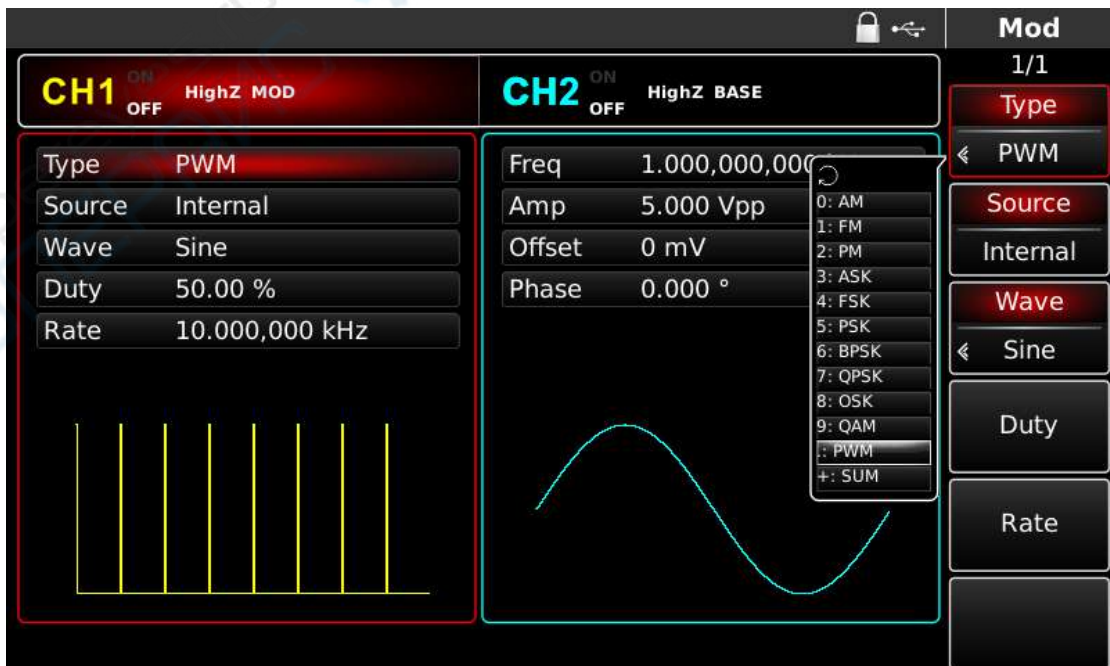 Mod
1/1
CH1 ON OFF HighZ MOD
CH2 ON OFF HighZ BASE
Type PWM
Source Internal
Wave Sine
Duty 50.00 %
Rate 10.000,000 kHz
Freq 1.000,000,000
Amp 5.000 Vpp
Offset 0 mV
Phase 0.000 °
0: AM
1: FM
2: PM
3: ASK
4: FSK
5: PSK
6: BPSK
7: QPSK
8: OSK
9: QAM
.: PWM
+: SUM
Type
PWM
Source
Internal
Wave
Sine
Duty
Rate